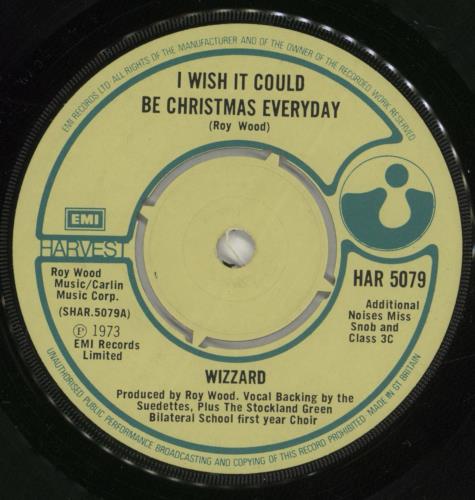 EMI RECORDS LTD. ALL RIGHTS OF THE MANUFACTURER AND OF THE OWNER OF THE RECORDED WORK RESERVED
I WISH IT COULD
BE CHRISTMAS EVERYDAY
(Roy Wood)
EMI
HARVEST
Roy Wood
Music/Carlin
Music Corp.
(SHAR.5079A)
Ⓟ 1973
EMI Records
Limited
HAR 5079
Additional
Noises Miss
Snob and
Class 3C
WIZZARD
Produced by Roy Wood. Vocal Backing by the
Suedettes, Plus The Stockland Green
Bilateral School first year Choir
UNAUTHORISED PUBLIC PERFORMANCE BROADCASTING AND COPYING OF THIS RECORD PROHIBITED. MADE IN GT BRITAIN